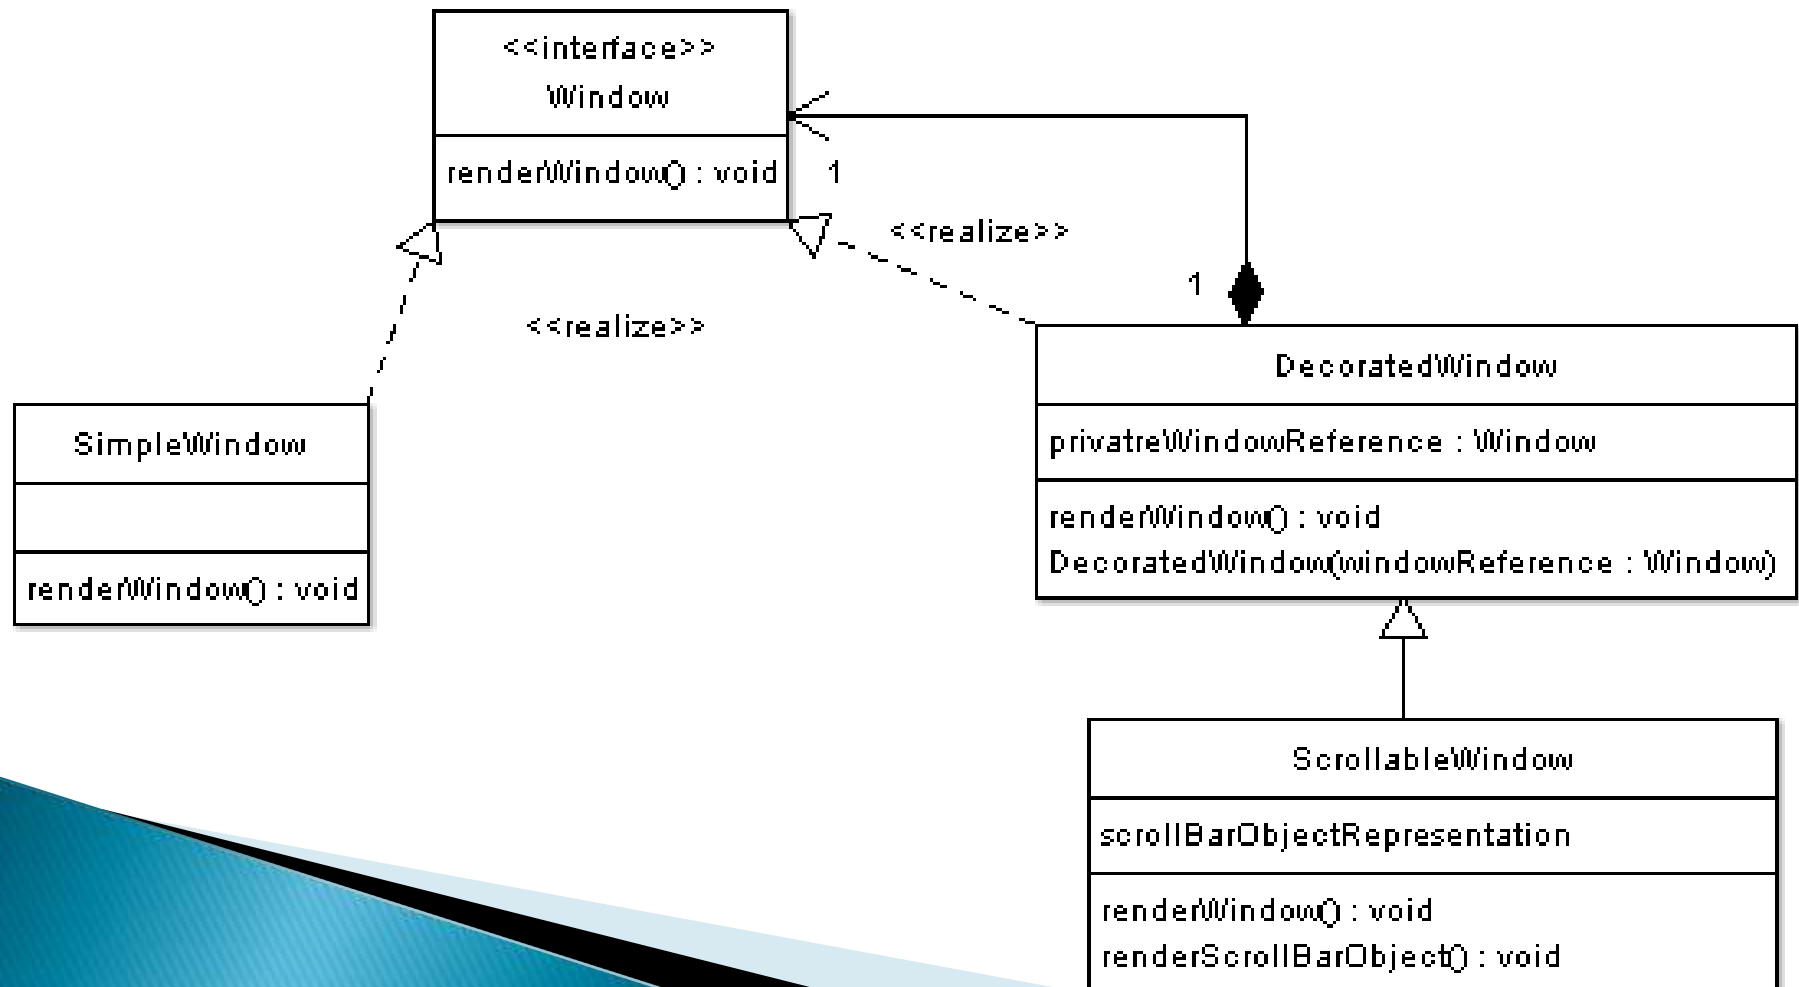 <<interface>>
Window
renderWindow() : void
1
<<realize>>
1
<<realize>>
DecoratedWindow
privatreWindowReference : Window
renderWindow() : void
DecoratedWindow(windowReference : Window)
SimpleWindow
renderWindow() : void
ScrollableWindow
scrollBarObjectRepresentation
renderWindow() : void
renderScrollBarObject() : void